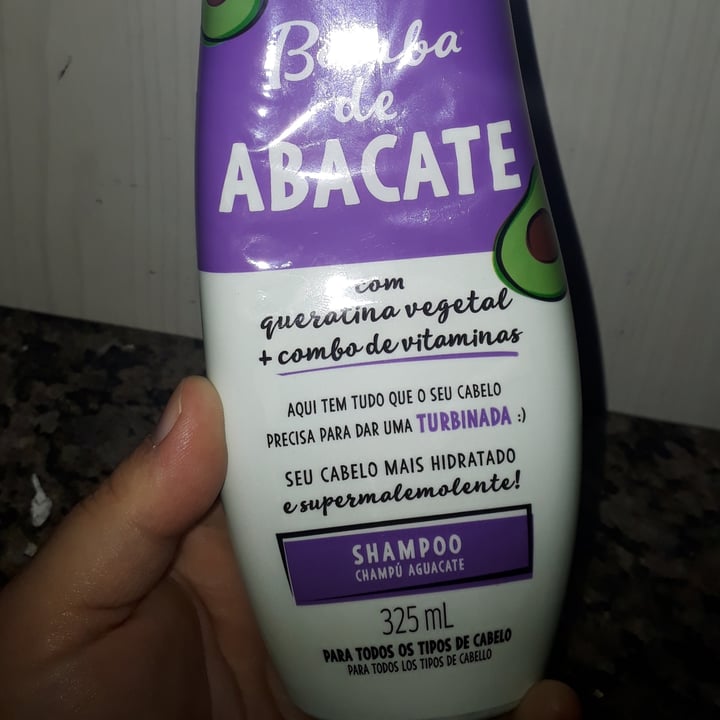 Bomba
de
ABACATE
com
queratina vegetal
+ combo de vitaminas
AQUI TEM TUDO QUE O SEU CABELO
PRECISA PARA DAR UMA TURBINADA :)
SEU CABELO MAIS HIDRATADO
e supermalemolente!
SHAMPOO
CHAMPÚ AGUACATE
325 mL
PARA TODOS OS TIPOS DE CABELO
PARA TODOS LOS TIPOS DE CABELLO